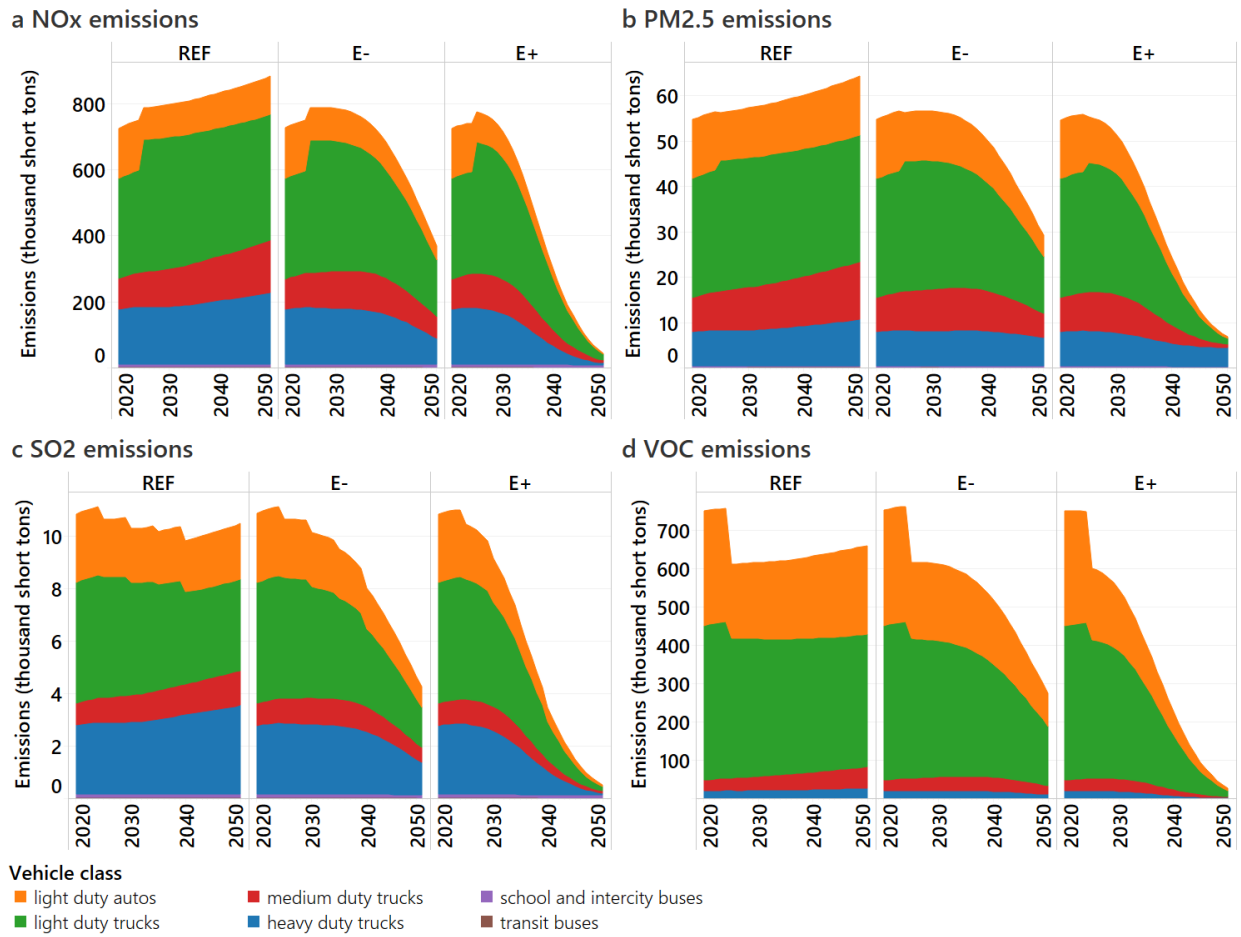 a NOx emissions
REF E- E+
Emissions (thousand short tons)
800
600
400
200
0
2020 2030 2040 2050 2020 2030 2040 2050 2020 2030 2040 2050
b PM2.5 emissions
REF E- E+
Emissions (thousand short tons)
60
50
40
30
20
10
0
2020 2030 2040 2050 2020 2030 2040 2050 2020 2030 2040 2050
c SO2 emissions
REF E- E+
Emissions (thousand short tons)
10
8
6
4
2
0
2020 2030 2040 2050 2020 2030 2040 2050 2020 2030 2040 2050
d VOC emissions
REF E- E+
Emissions (thousand short tons)
700
600
500
400
300
200
100
2020 2030 2040 2050 2020 2030 2040 2050 2020 2030 2040 2050
Vehicle class
light duty autos medium duty trucks school and intercity buses
light duty trucks heavy duty trucks transit buses